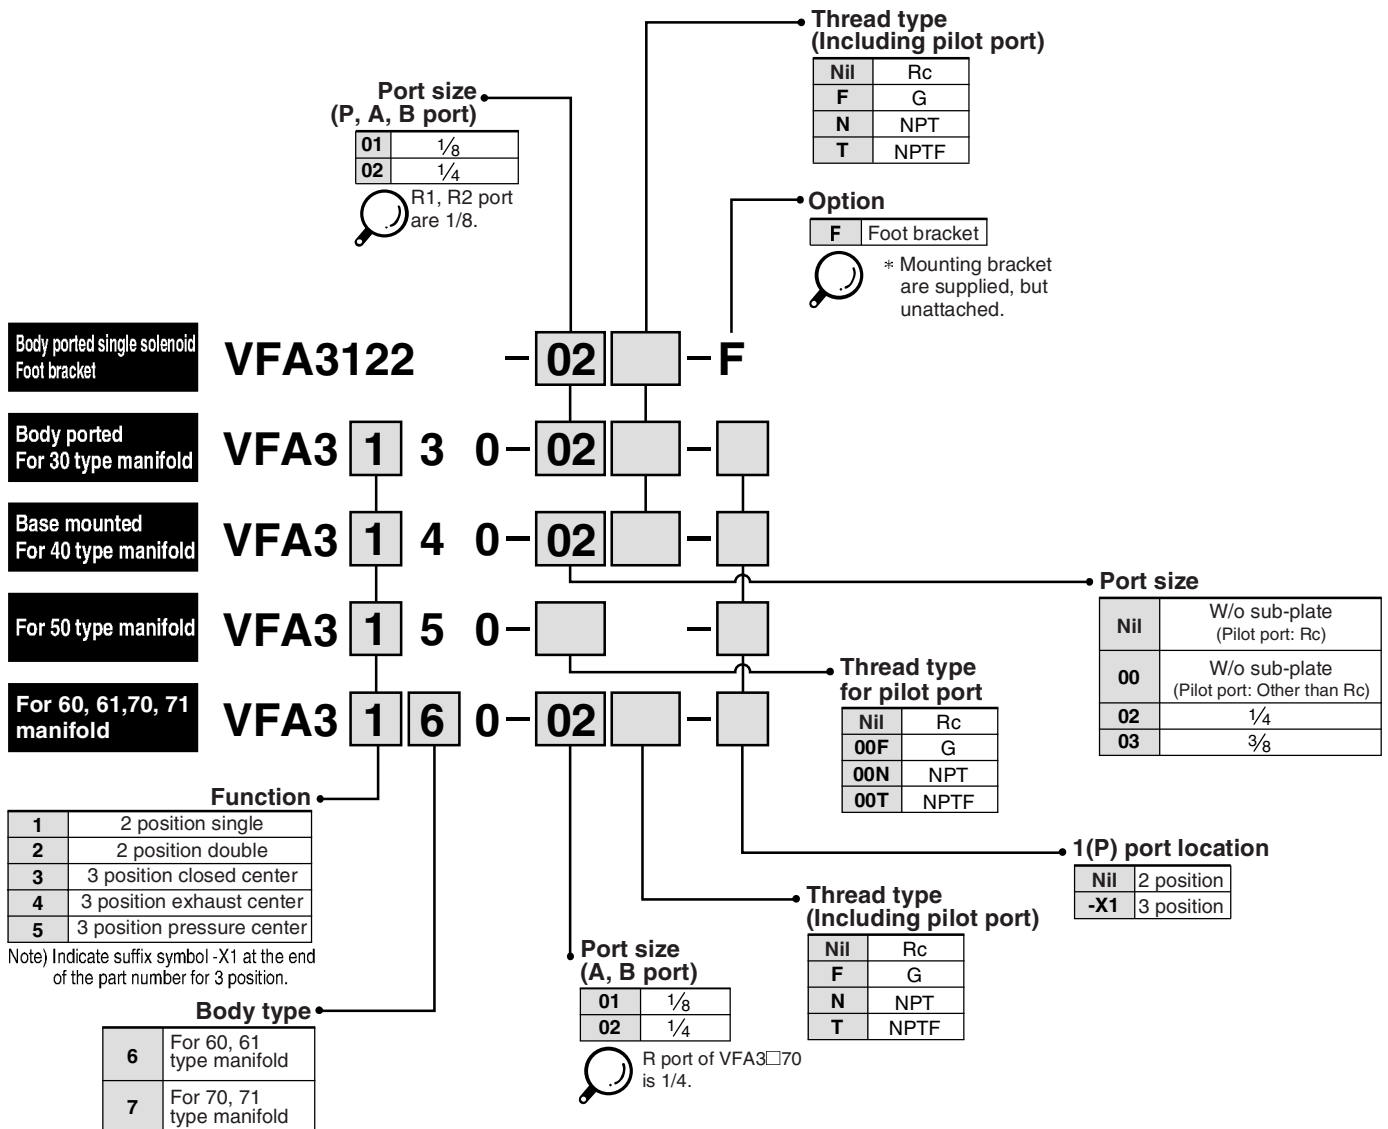 Thread type
(Including pilot port)
Nil Rc
F G
N NPT
T NPTF
Port size
(P, A, B port)
01 1/8
02 1/4
R1, R2 port
are 1/8.
Option
F Foot bracket
* Mounting bracket
are supplied, but
unattached.
Body ported single solenoid
Foot bracket
VFA3122 - 02 - F
Body ported
For 30 type manifold
VFA3 1 3 0 - 02 -
Base mounted
For 40 type manifold
VFA3 1 4 0 - 02 -
For 50 type manifold
VFA3 1 5 0 - -
For 60, 61,70, 71
manifold
VFA3 1 6 0 - 02 -
Port size
Nil W/o sub-plate
(Pilot port: Rc)
00 W/o sub-plate
(Pilot port: Other than Rc)
02 1/4
03 3/8
Thread type
for pilot port
Nil Rc
00F G
00N NPT
00T NPTF
Function
1 2 position single
2 2 position double
3 3 position closed center
4 3 position exhaust center
5 3 position pressure center
Note) Indicate suffix symbol -X1 at the end
of the part number for 3 position.
1(P) port location
Nil 2 position
-X1 3 position
Thread type
(Including pilot port)
Nil Rc
F G
N NPT
T NPTF
Port size
(A, B port)
01 1/8
02 1/4
R port of VFA3□70
is 1/4.
Body type
6 For 60, 61
type manifold
7 For 70, 71
type manifold